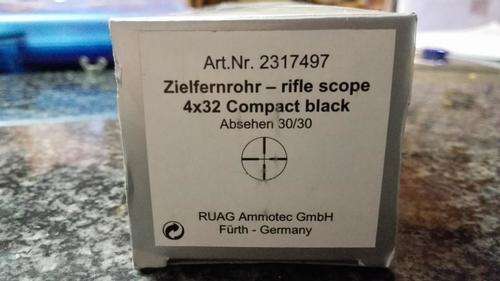 Art.Nr. 2317497
Zielfernrohr – rifle scope
4x32 Compact black
Absehen 30/30
RUAG Ammotec GmbH
Fürth - Germany